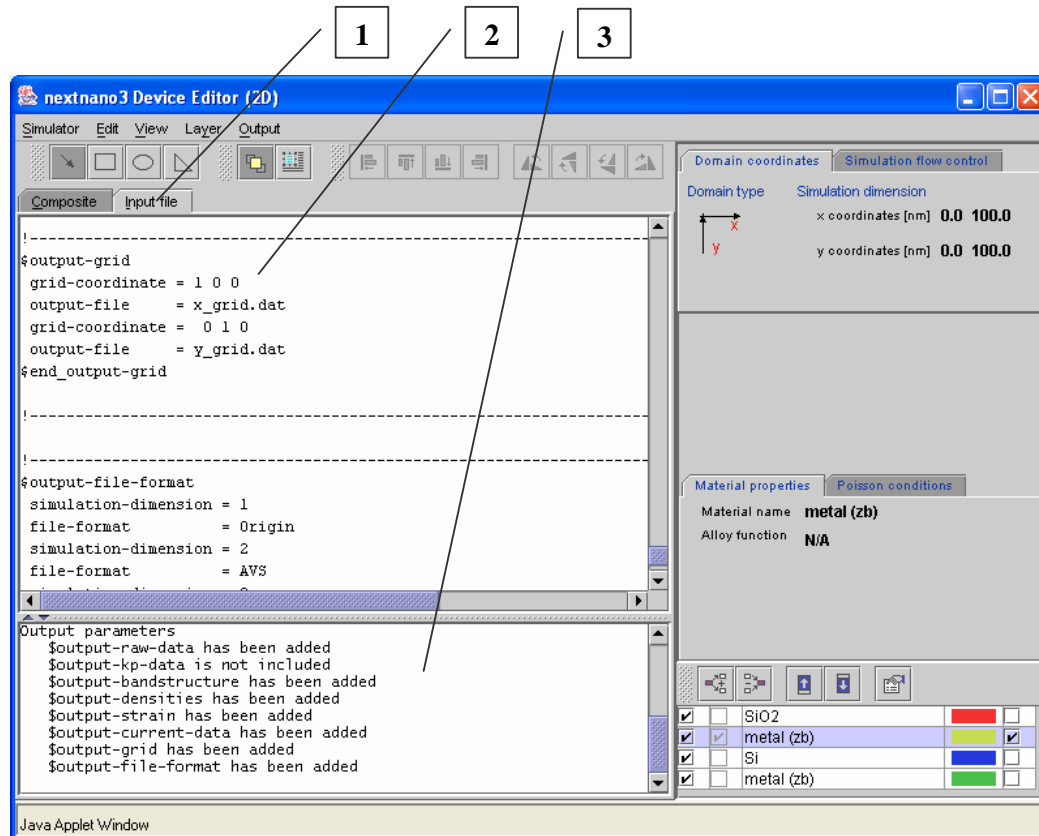 1 2 3
nextnano3 Device Editor (2D)
Simulator Edit View Layer Output
Composite Input file
!-----------------------------------------------------------------
$output-grid
grid-coordinate = 1 0 0
output-file = x_grid.dat
grid-coordinate = 0 1 0
output-file = y_grid.dat
$end_output-grid
!-----------------------------------------------------------------
!-----------------------------------------------------------------
$output-file-format
simulation-dimension = 1
file-format = Origin
simulation-dimension = 2
file-format = AVS
Output parameters
$output-raw-data has been added
$output-kp-data is not included
$output-bandstructure has been added
$output-densities has been added
$output-strain has been added
$output-current-data has been added
$output-grid has been added
$output-file-format has been added
Domain coordinates Simulation flow control
Domain type Simulation dimension
x
y
x coordinates [nm] 0.0 100.0
y coordinates [nm] 0.0 100.0
Material properties Poisson conditions
Material name metal (zb)
Alloy function N/A
SiO2
metal (zb)
Si
metal (zb)
Java Applet Window